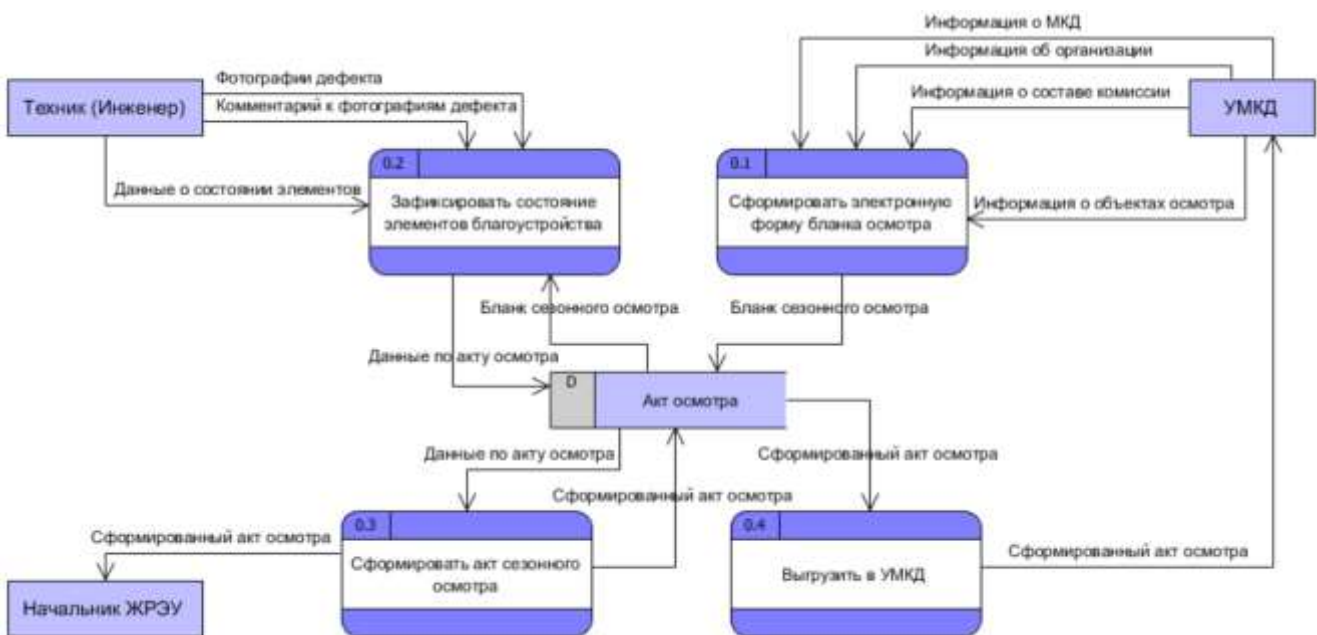 Информация о МКД
Информация об организации
Фотографии дефекта
Техник (Инженер)
Комментарий к фотографиям дефекта
Информация о составе комиссии
УМКД
0.2
0.1
Данные о состоянии элементов
Зафиксировать состояние
элементов благоустройства
Сформировать электронную
форму бланка осмотра
Информация о объектах осмотра
Бланк сезонного осмотра
Бланк сезонного осмотра
Данные по акту осмотра
D
Акт осмотра
Данные по акту осмотра
Сформированный акт осмотра
Сформированный акт осмотра
0.3
0.4
Сформированный акт осмотра
Сформировать акт сезонного
осмотра
Выгрузить в УМКД
Сформированный акт осмотра
Начальник ЖРЭУ